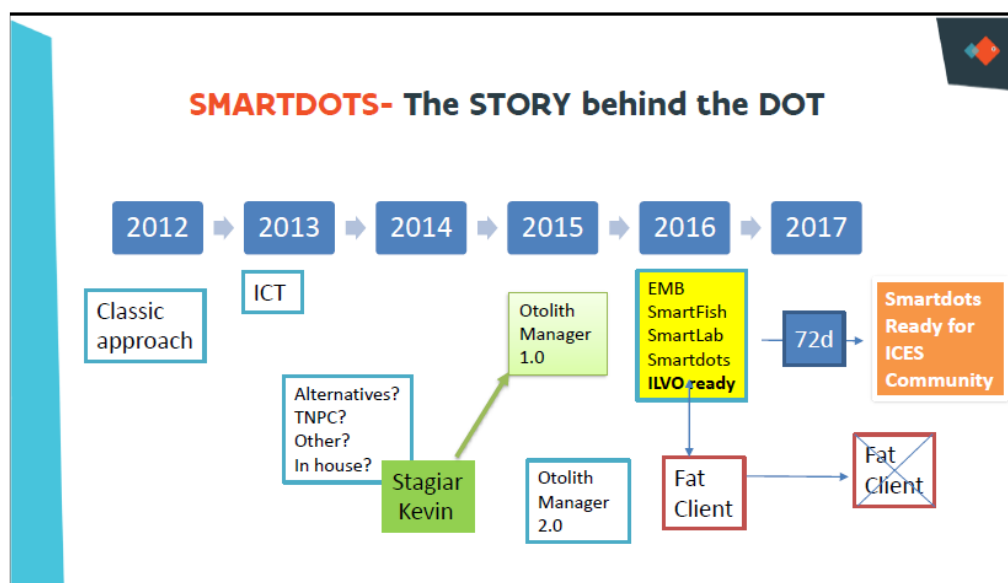 SMARTDOTS- The STORY behind the DOT
2012
2013
2014
2015
2016
2017
Classic
approach
ICT
Alternatives?
TNPC?
Other?
In house?
Stagiar
Kevin
Otolith
Manager
1.0
Otolith
Manager
2.0
EMB
SmartFish
SmartLab
Smartdots
ILVO ready
Fat
Client
72d
Smartdots
Ready for
ICES
Community
Fat
Client